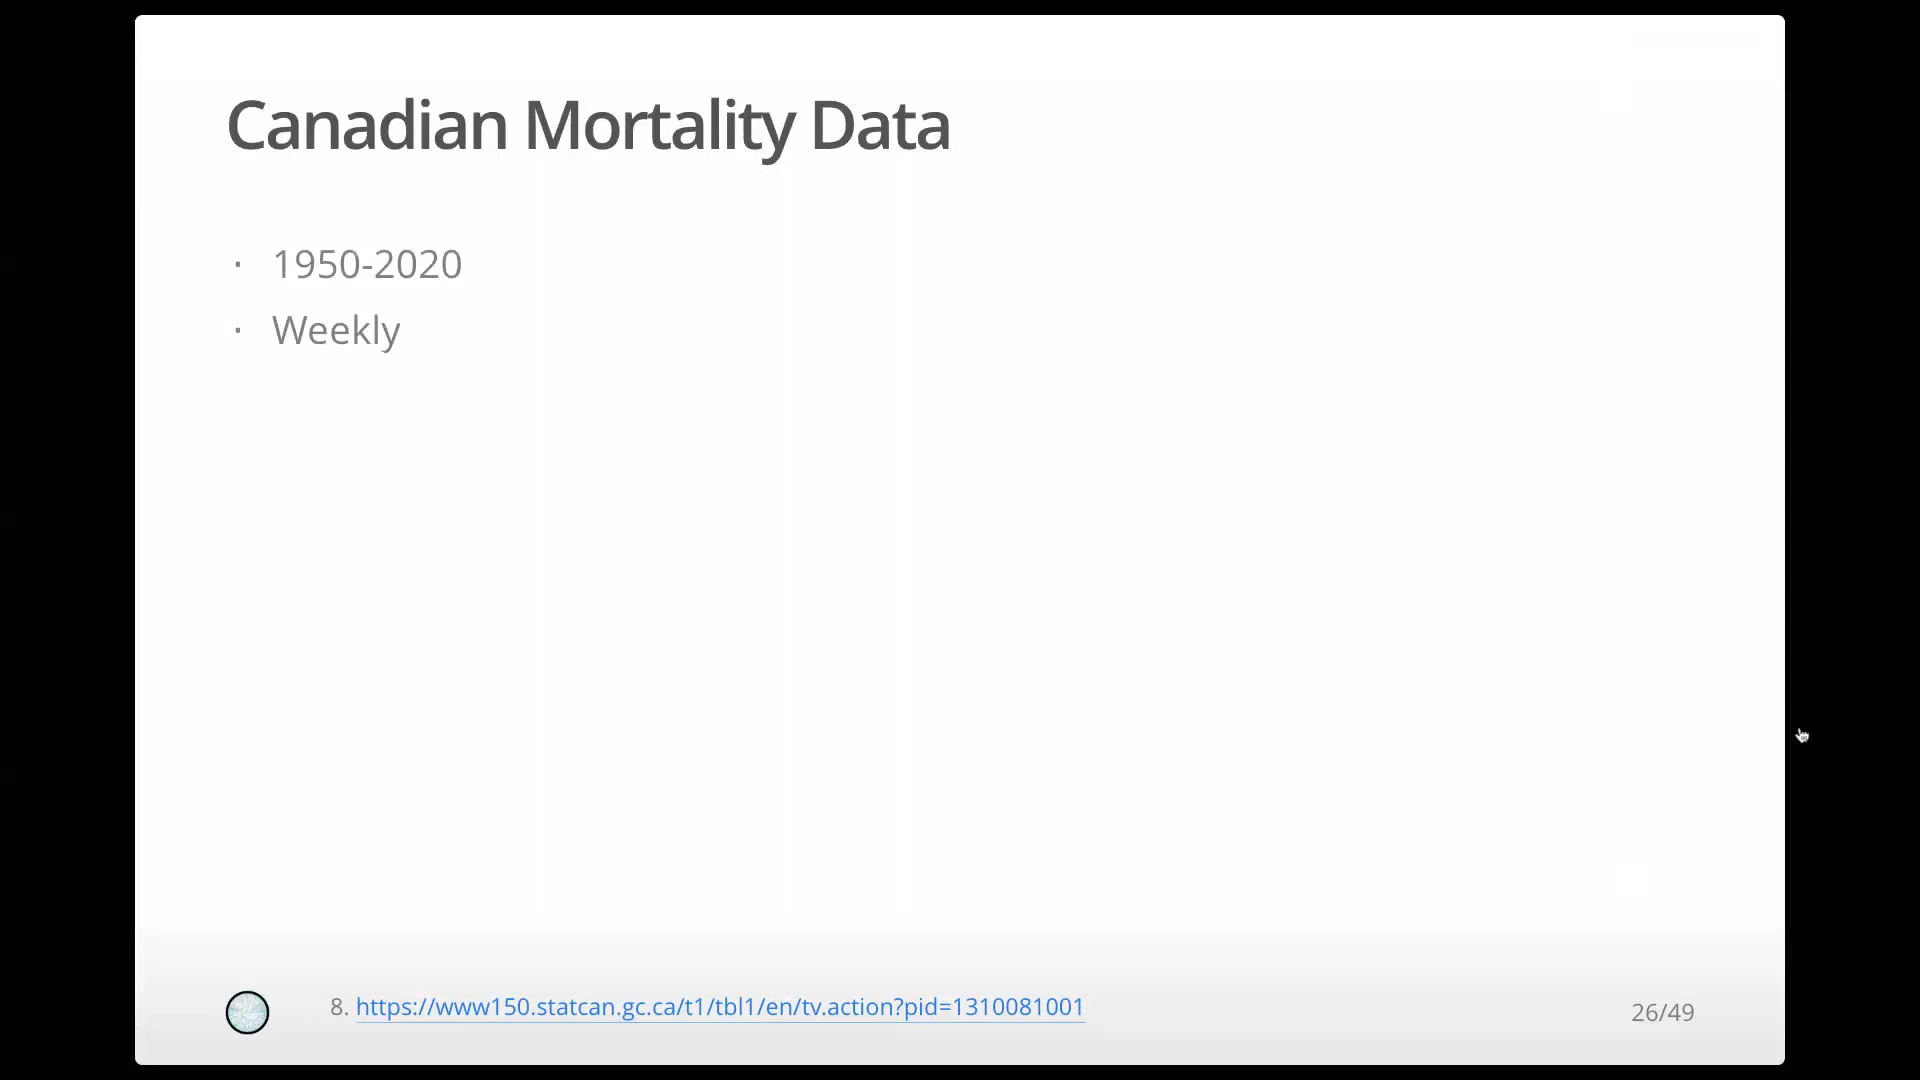 Canadian Mortality Data
· 1950-2020
· Weekly
8. https://www150.statcan.gc.ca/t1/tbl1/en/tv.action?pid=1310081001
26/49